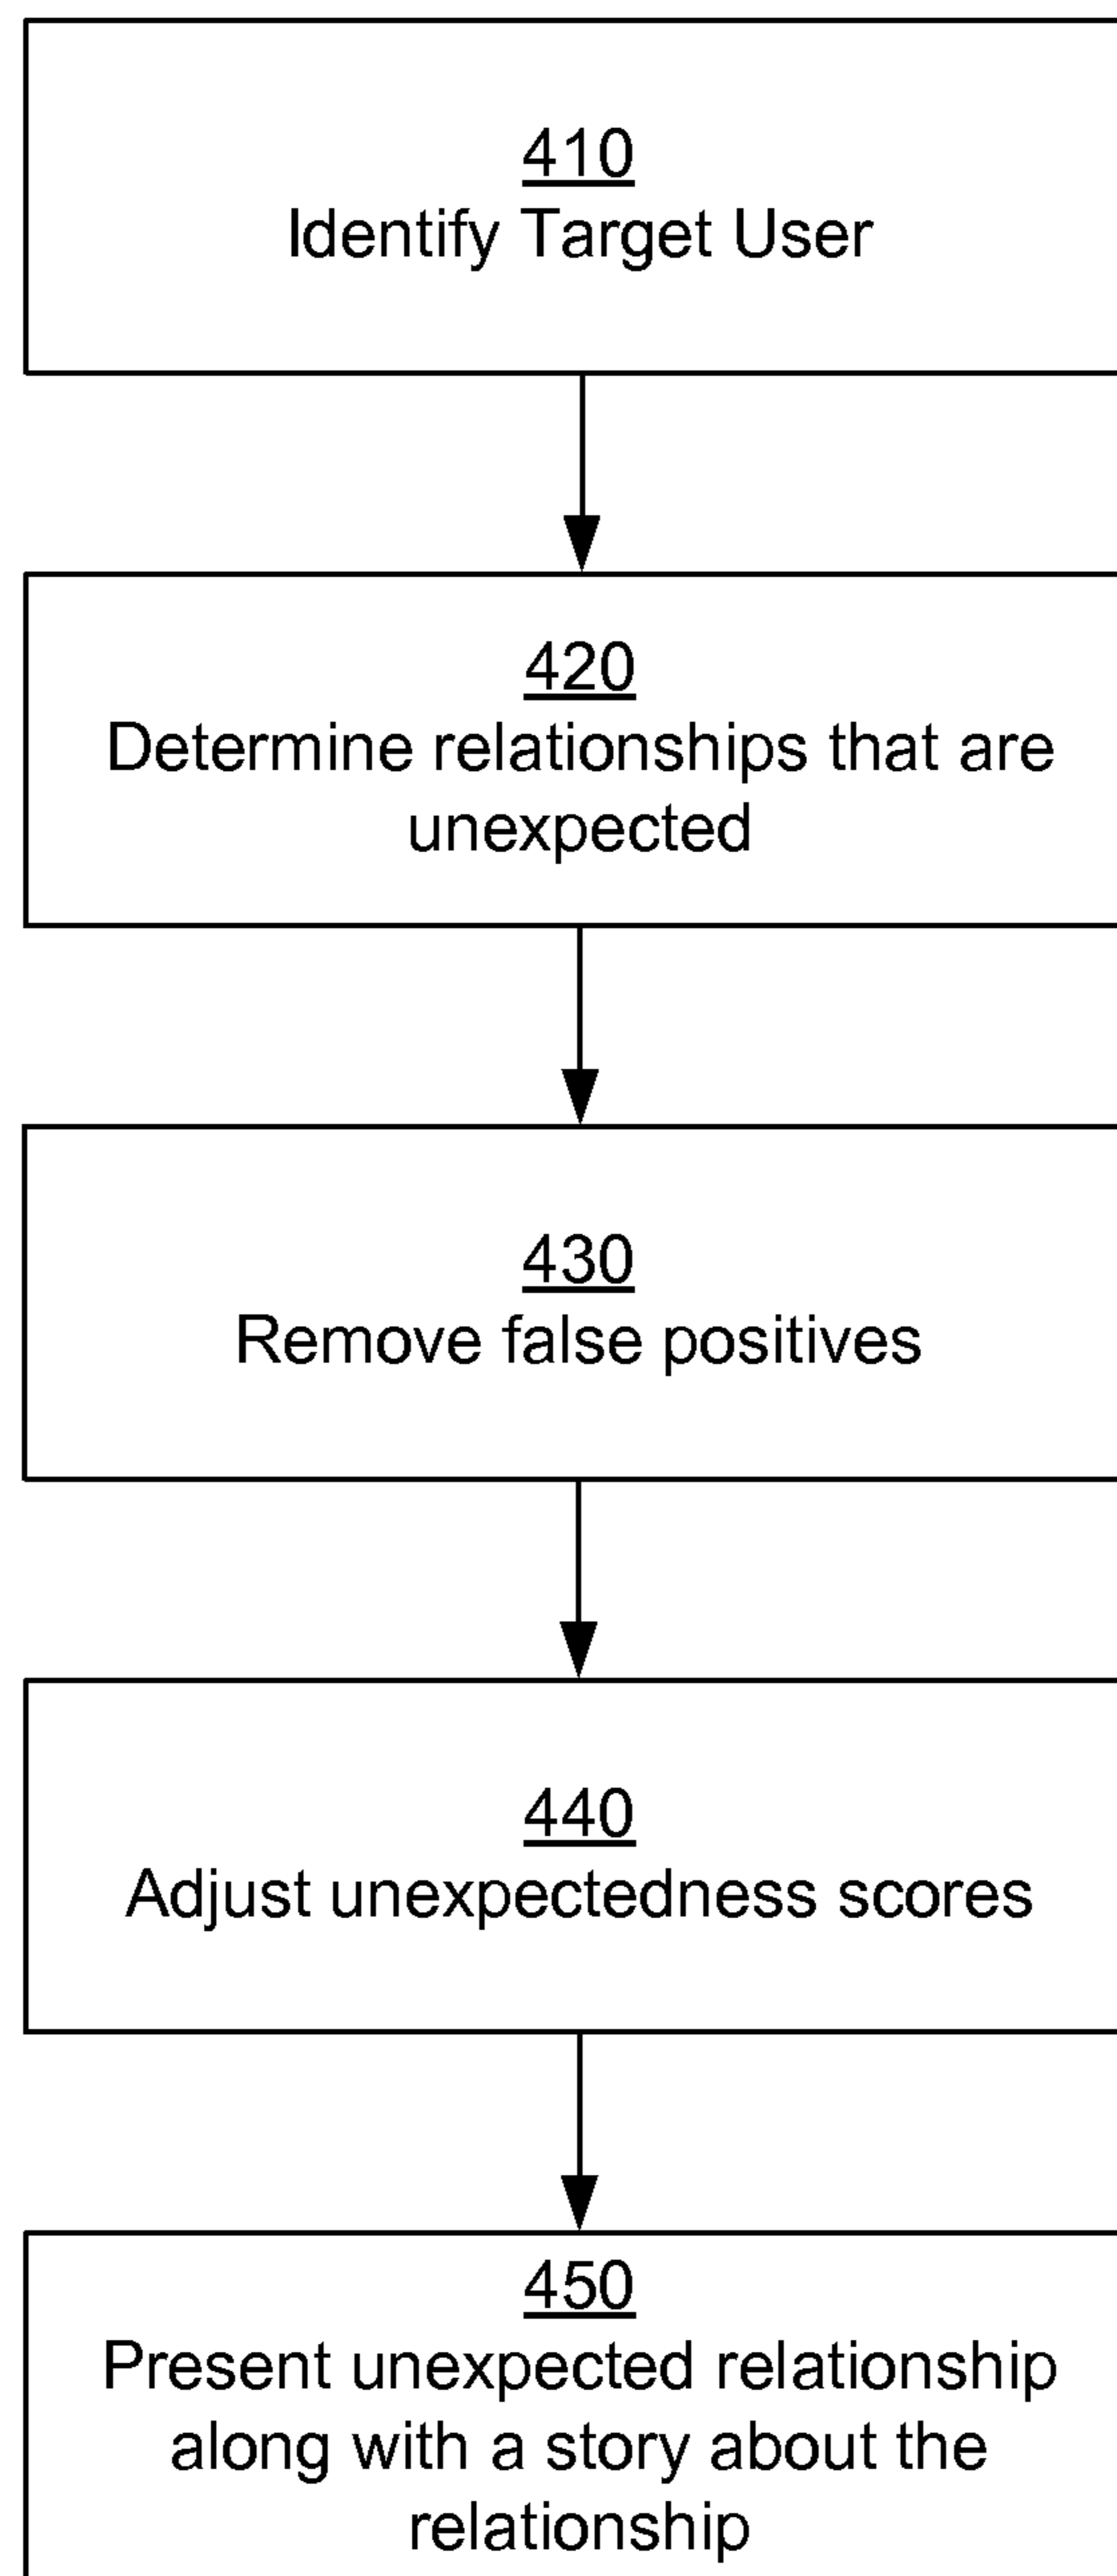 410
Identify Target User
420
Determine relationships that are
unexpected
430
Remove false positives
440
Adjust unexpectedness scores
450
Present unexpected relationship
along with a story about the
relationship